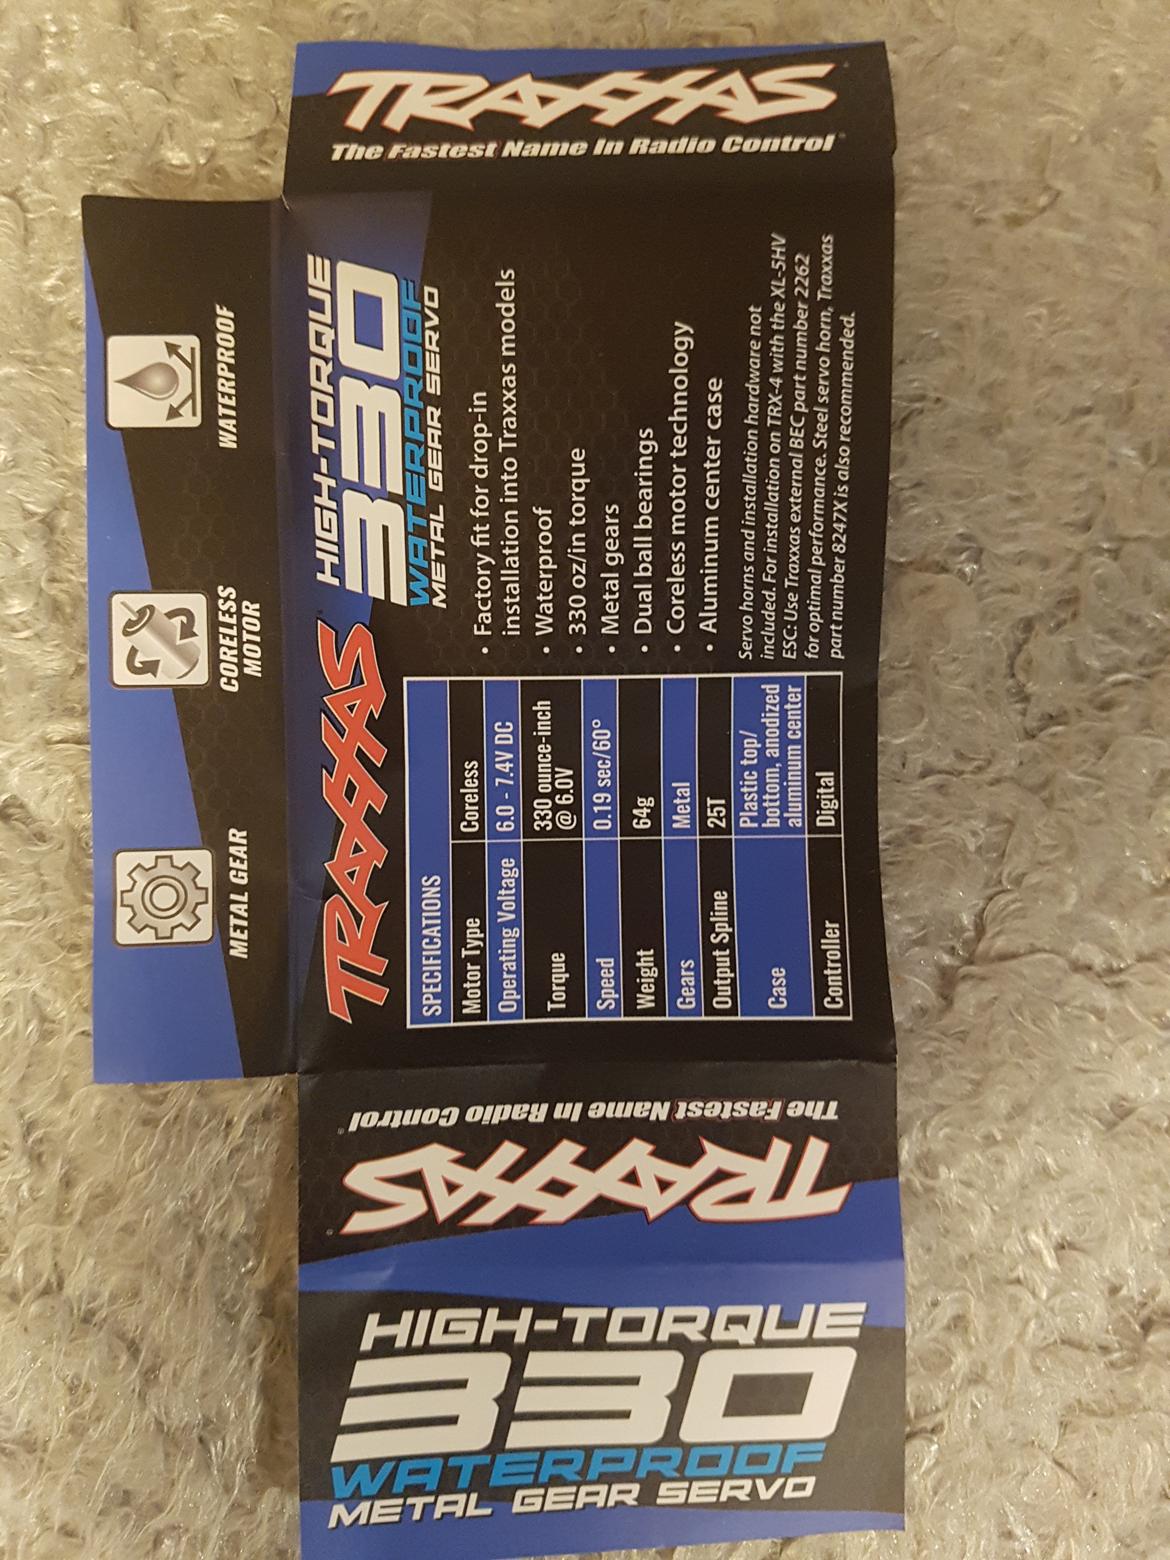 TRAXXAS
The Fastest Name In Radio Control
WATERPROOF
CORELESS
MOTOR
METAL GEAR
TRAXXAS
HIGH-TORQUE
330
WATERPROOF
METAL GEAR SERVO
SPECIFICATIONS
Motor Type Coreless
Operating Voltage 6.0 - 7.4V DC
Torque 330 ounce-inch
@ 6.0V
Speed 0.19 sec/60°
Weight 64g
Gears Metal
Output Spline 25T
Case Plastic top/
bottom, anodized
aluminum center
Controller Digital
• Factory fit for drop-in
installation into Traxxas models
• Waterproof
• 330 oz/in torque
• Metal gears
• Dual ball bearings
• Coreless motor technology
• Aluminum center case
Servo horns and installation hardware not
included. For installation on TRX-4 with the XL-5HV
ESC: Use Traxxas external BEC part number 2262
for optimal performance. Steel servo horn, Traxxas
part number 8247X is also recommended.
The Fastest Name In Radio Control
TRAXXAS
HIGH-TORQUE
330
WATERPROOF
METAL GEAR SERVO